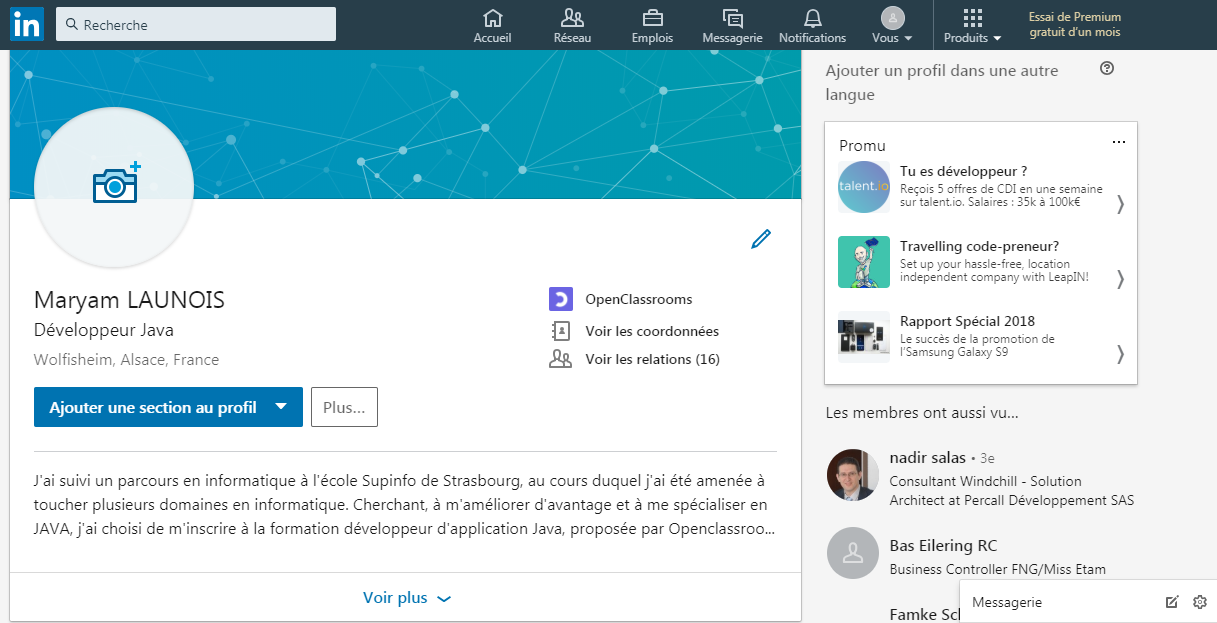 in
Recherche
Accueil
Réseau
Emplois
Messagerie
Notifications
Vous
Produits
Essai de Premium
gratuit d'un mois
Maryam LAUNOIS
Développeur Java
Wolfisheim, Alsace, France
OpenClassrooms
Voir les coordonnées
Voir les relations (16)
Ajouter une section au profil
Plus...
J'ai suivi un parcours en informatique à l'école Supinfo de Strasbourg, au cours duquel j'ai été amenée à
toucher plusieurs domaines en informatique. Cherchant, à m'améliorer d'avantage et à me spécialiser en
JAVA, j'ai choisi de m'inscrire à la formation développeur d'application Java, proposée par Openclassroo...
Voir plus
Ajouter un profil dans une autre
langue
Promu
talent.io
Tu es développeur ?
Reçois 5 offres de CDI en une semaine
sur talent.io. Salaires : 35k à 100k€
Travelling code-preneur?
Set up your hassle-free, location
independent company with LeapIN!
Rapport Spécial 2018
Le succès de la promotion de
l'Samsung Galaxy S9
Les membres ont aussi vu...
nadir salas • 3e
Consultant Windchill - Solution
Architect at Percall Développement SAS
Bas Eilering RC
Business Controller FNG/Miss Etam
Famke
Messagerie